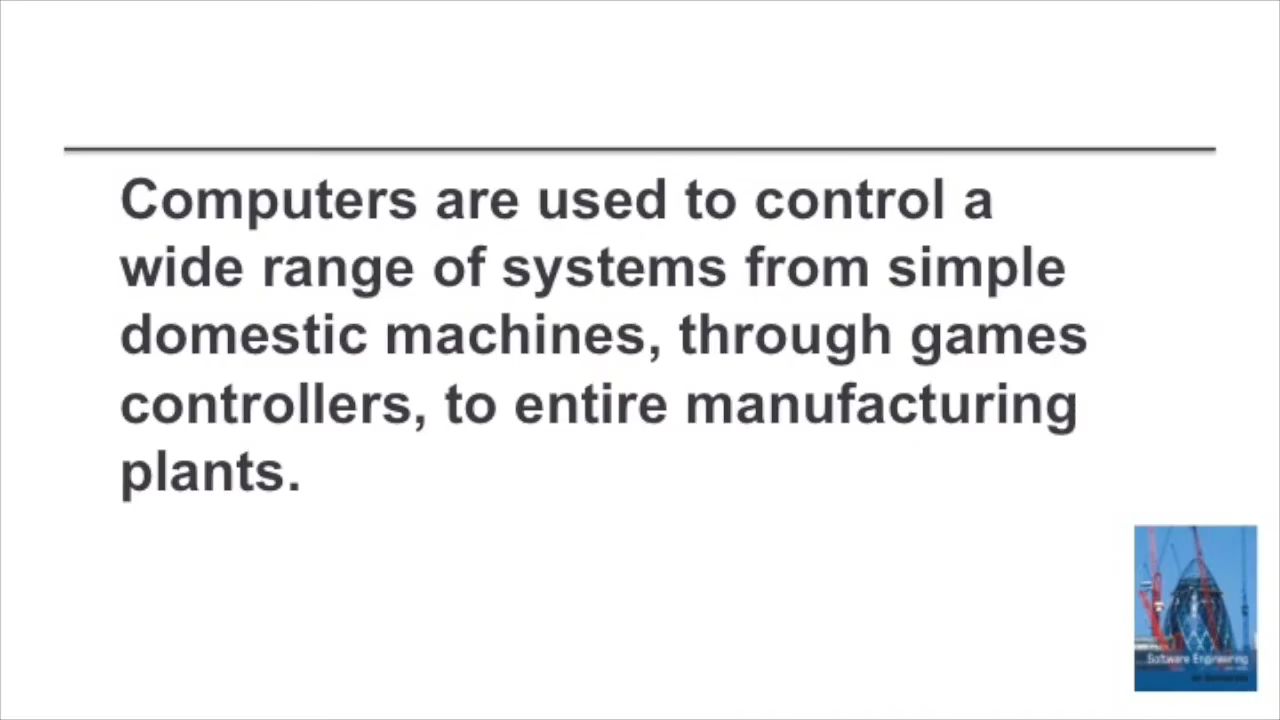 Computers are used to control a
wide range of systems from simple
domestic machines, through games
controllers, to entire manufacturing
plants.
Software Engineering